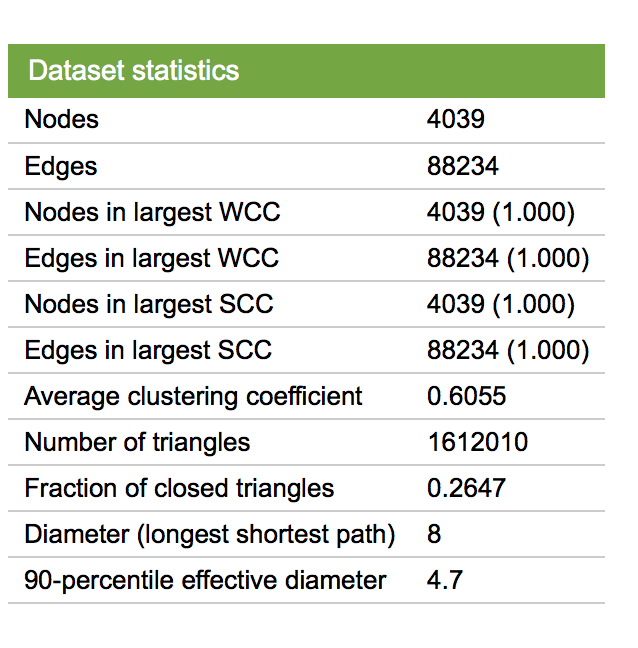 Dataset statistics
Nodes 4039
Edges 88234
Nodes in largest WCC 4039 (1.000)
Edges in largest WCC 88234 (1.000)
Nodes in largest SCC 4039 (1.000)
Edges in largest SCC 88234 (1.000)
Average clustering coefficient 0.6055
Number of triangles 1612010
Fraction of closed triangles 0.2647
Diameter (longest shortest path) 8
90-percentile effective diameter 4.7